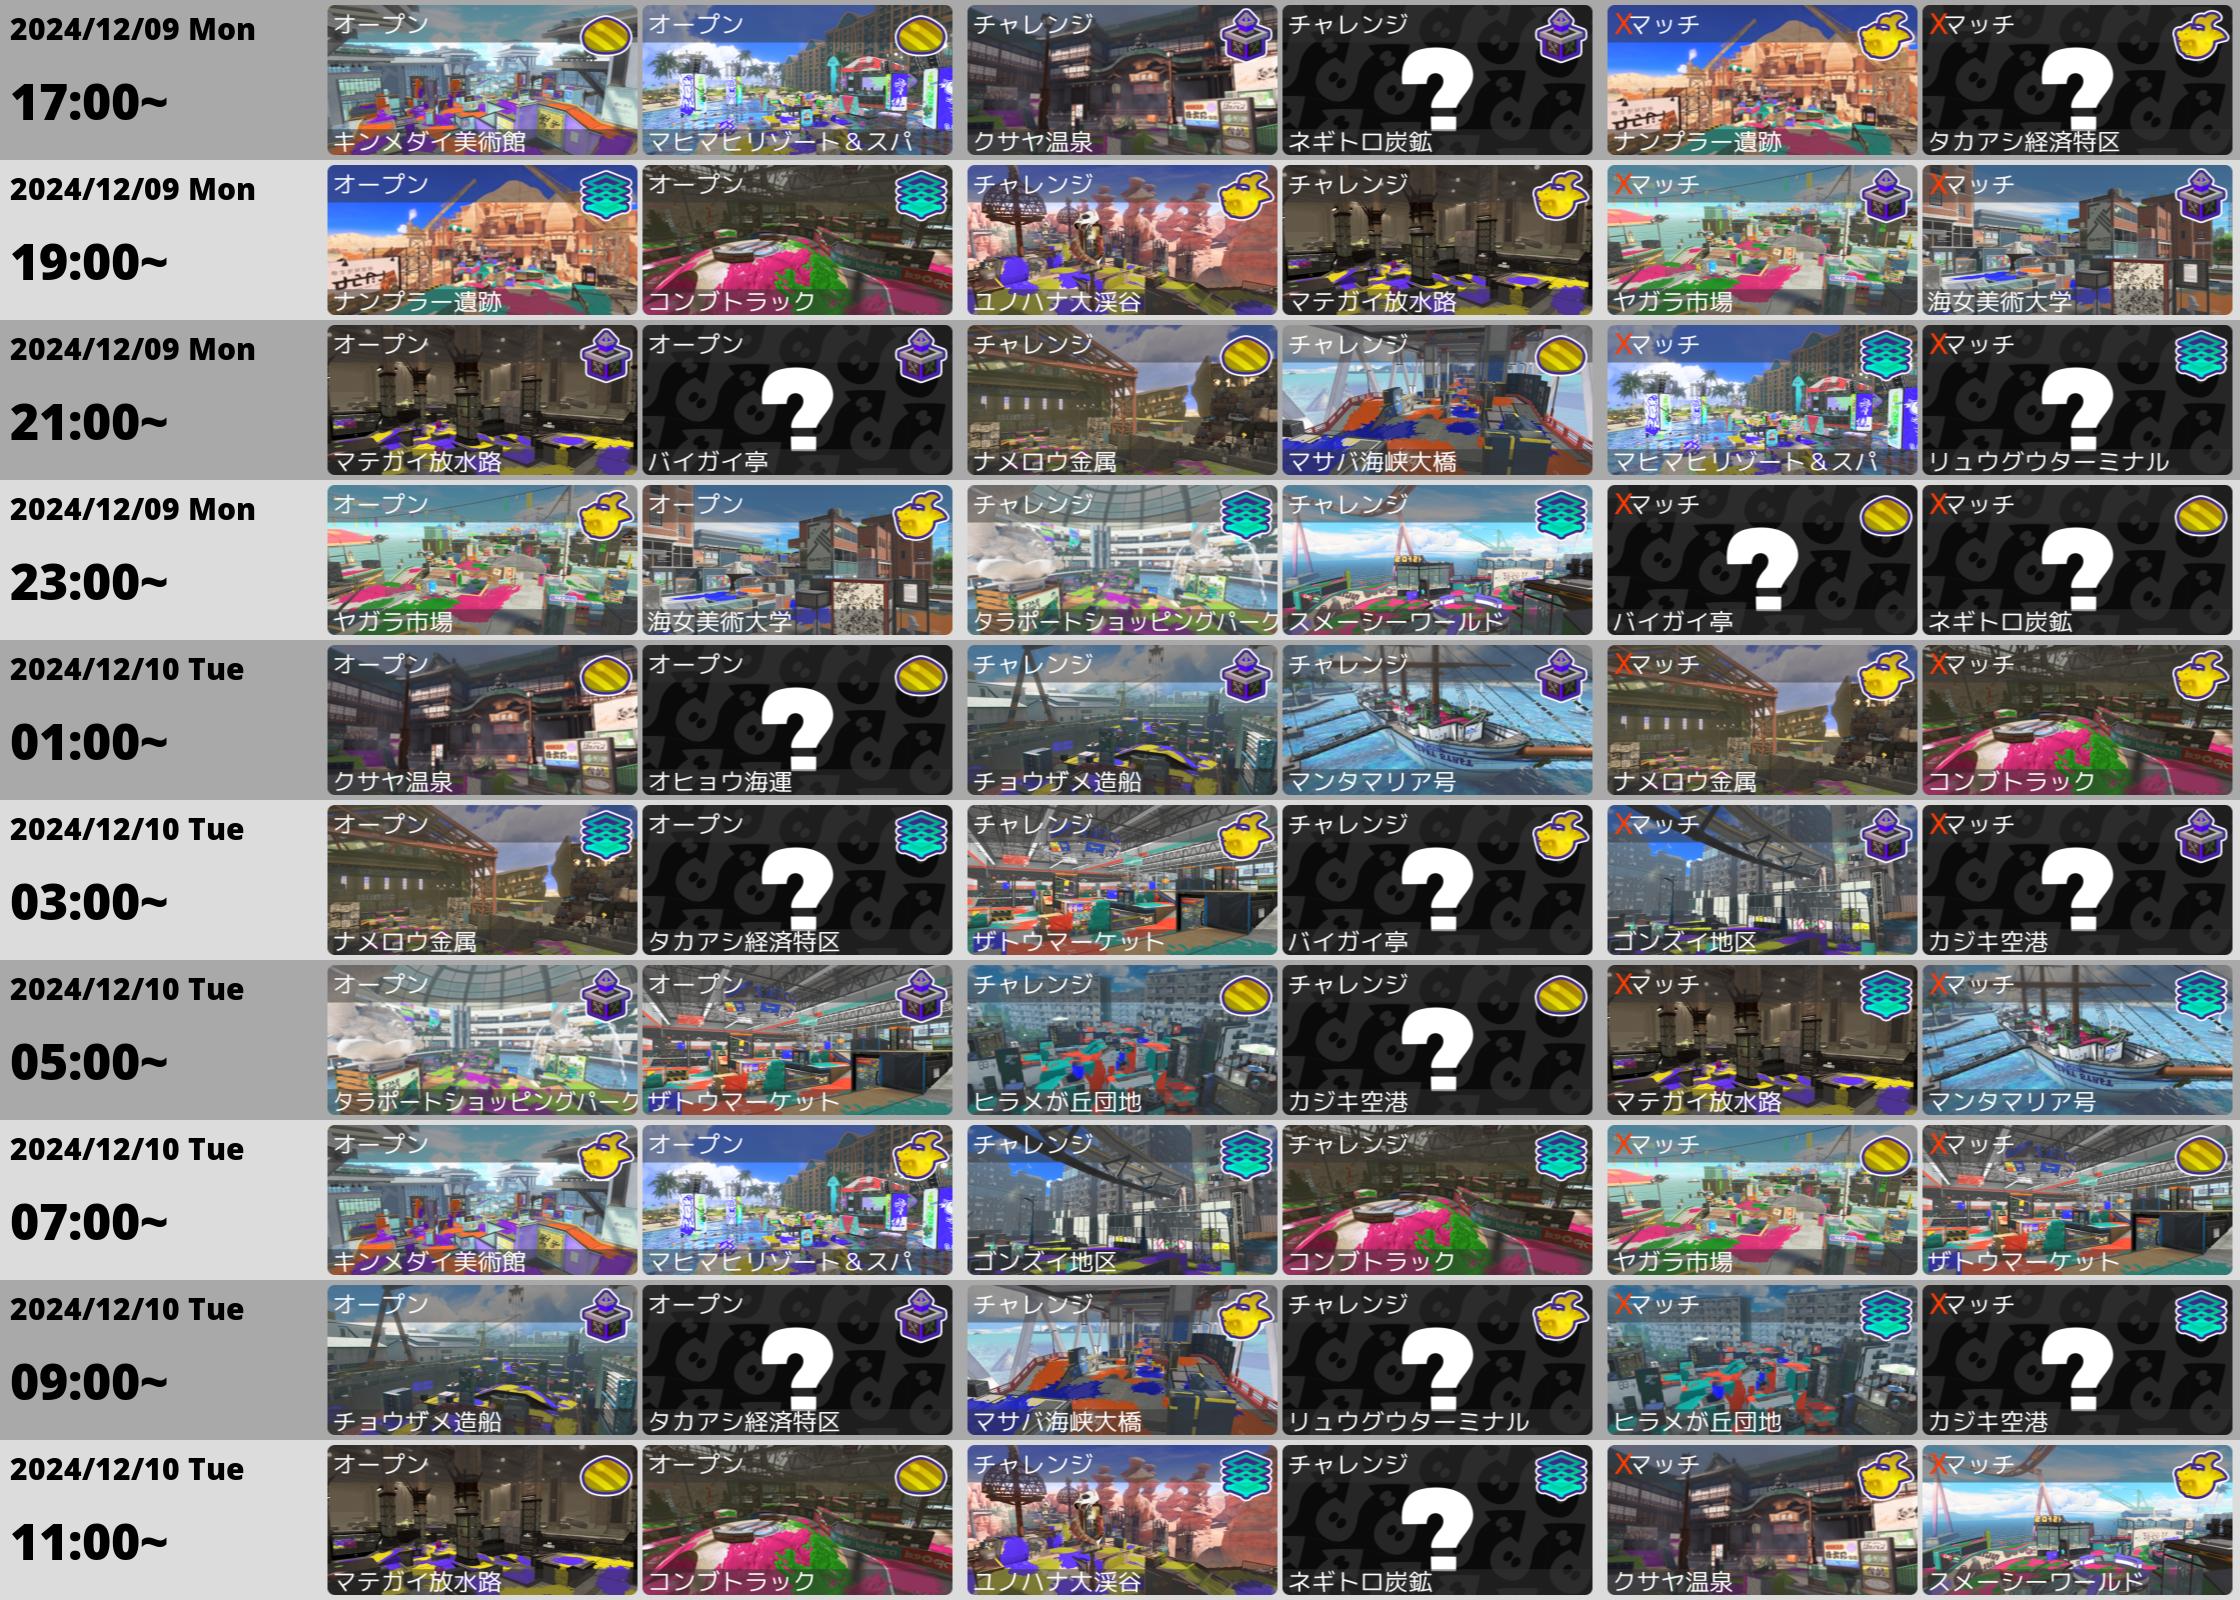 2024/12/09 Mon
17:00~
オープン
キンメダイ美術館
オープン
マヒマヒリゾート＆スパ
チャレンジ
クサヤ温泉
チャレンジ
?
ネギトロ炭鉱
Xマッチ
ナンプラー遺跡
Xマッチ
?
タカアシ経済特区
2024/12/09 Mon
19:00~
オープン
ナンプラー遺跡
オープン
コンブトラック
チャレンジ
ユノハナ大渓谷
チャレンジ
マテガイ放水路
Xマッチ
ヤガラ市場
Xマッチ
海女美術大学
2024/12/09 Mon
21:00~
オープン
マテガイ放水路
オープン
?
バイガイ亭
チャレンジ
ナメロウ金属
チャレンジ
マサバ海峡大橋
Xマッチ
マヒマヒリゾート＆スパ
Xマッチ
?
リュウグウターミナル
2024/12/09 Mon
23:00~
オープン
ヤガラ市場
オープン
海女美術大学
チャレンジ
タラポートショッピングパーク
チャレンジ
スメーシーワールド
Xマッチ
?
バイガイ亭
Xマッチ
?
ネギトロ炭鉱
2024/12/10 Tue
01:00~
オープン
クサヤ温泉
オープン
?
オヒョウ海運
チャレンジ
チョウザメ造船
チャレンジ
マンタマリア号
Xマッチ
ナメロウ金属
Xマッチ
コンブトラック
2024/12/10 Tue
03:00~
オープン
ナメロウ金属
オープン
?
タカアシ経済特区
チャレンジ
ザトウマーケット
チャレンジ
?
バイガイ亭
Xマッチ
ゴンズイ地区
Xマッチ
?
カジキ空港
2024/12/10 Tue
05:00~
オープン
タラポートショッピングパーク
オープン
ザトウマーケット
チャレンジ
ヒラメが丘団地
チャレンジ
?
カジキ空港
Xマッチ
マテガイ放水路
Xマッチ
マンタマリア号
2024/12/10 Tue
07:00~
オープン
キンメダイ美術館
オープン
マヒマヒリゾート＆スパ
チャレンジ
ゴンズイ地区
チャレンジ
コンブトラック
Xマッチ
ヤガラ市場
Xマッチ
ザトウマーケット
2024/12/10 Tue
09:00~
オープン
チョウザメ造船
オープン
?
タカアシ経済特区
チャレンジ
マサバ海峡大橋
チャレンジ
?
リュウグウターミナル
Xマッチ
ヒラメが丘団地
Xマッチ
?
カジキ空港
2024/12/10 Tue
11:00~
オープン
マテガイ放水路
オープン
コンブトラック
チャレンジ
ユノハナ大渓谷
チャレンジ
?
ネギトロ炭鉱
Xマッチ
クサヤ温泉
Xマッチ
スメーシーワールド